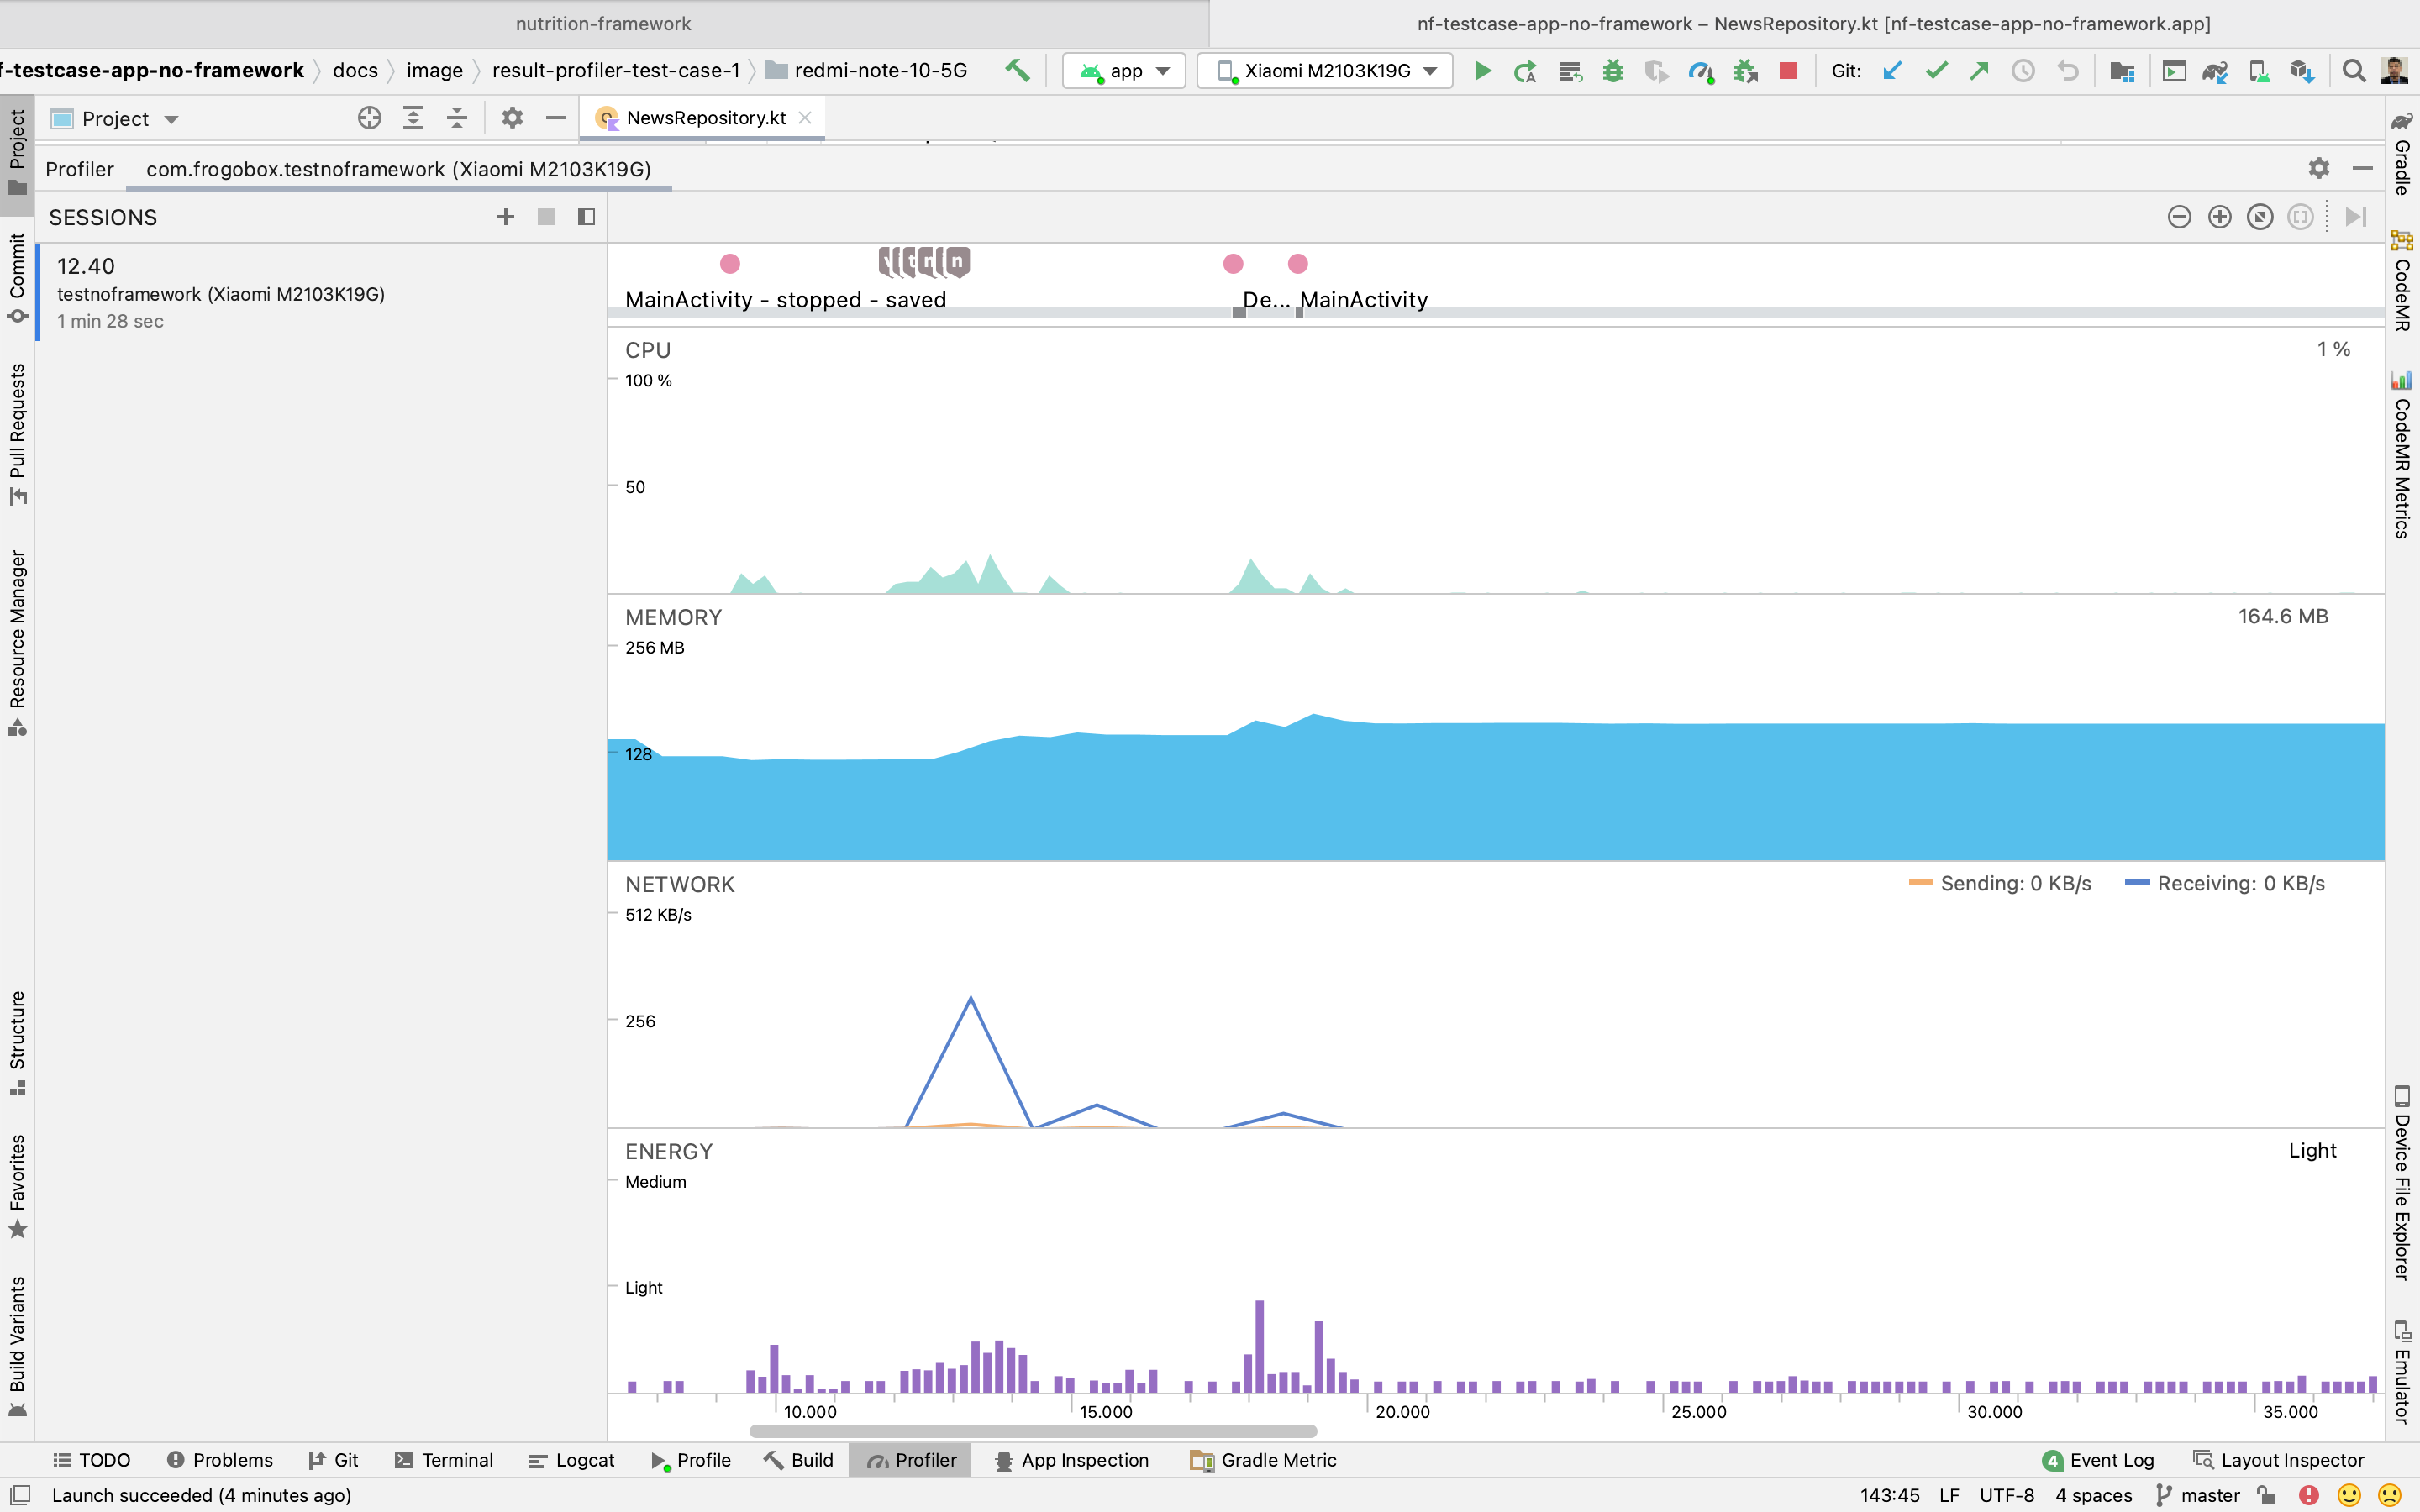 nutrition-framework
nf-testcase-app-no-framework – NewsRepository.kt [nf-testcase-app-no-framework.app]
f-testcase-app-no-framework docs image result-profiler-test-case-1 redmi-note-10-5G app Xiaomi M2103K19G Git:
Project NewsRepository.kt
Profiler com.frogobox.testnoframework (Xiaomi M2103K19G)
SESSIONS
12.40
testnoframework (Xiaomi M2103K19G)
1 min 28 sec
MainActivity - stopped - saved De... MainActivity
CPU 1 %
100 %
50
MEMORY 164.6 MB
256 MB
128
NETWORK Sending: 0 KB/s Receiving: 0 KB/s
512 KB/s
256
ENERGY Light
Medium
Light
10.000 15.000 20.000 25.000 30.000 35.000
Project
Commit
Pull Requests
Resource Manager
Structure
Favorites
Build Variants
Gradle
CodeMR
CodeMR Metrics
Device File Explorer
Emulator
TODO Problems Git Terminal Logcat Profile Build Profiler App Inspection Gradle Metric 4 Event Log Layout Inspector
Launch succeeded (4 minutes ago) 143:45 LF UTF-8 4 spaces master